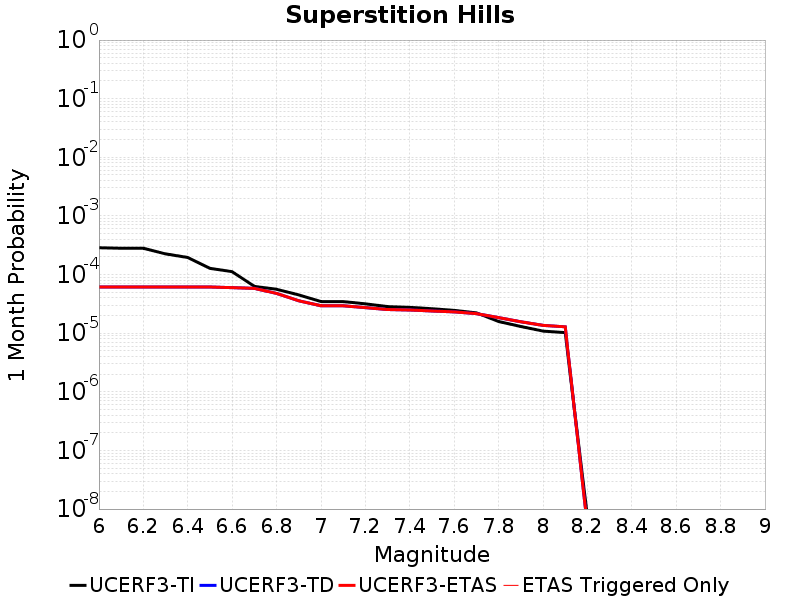 Superstition Hills
10^0
10^-1
10^-2
10^-3
10^-4
10^-5
10^-6
10^-7
10^-8
1 Month Probability
6 6.2 6.4 6.6 6.8 7 7.2 7.4 7.6 7.8 8 8.2 8.4 8.6 8.8 9
Magnitude
UCERF3-TI UCERF3-TD UCERF3-ETAS ETAS Triggered Only